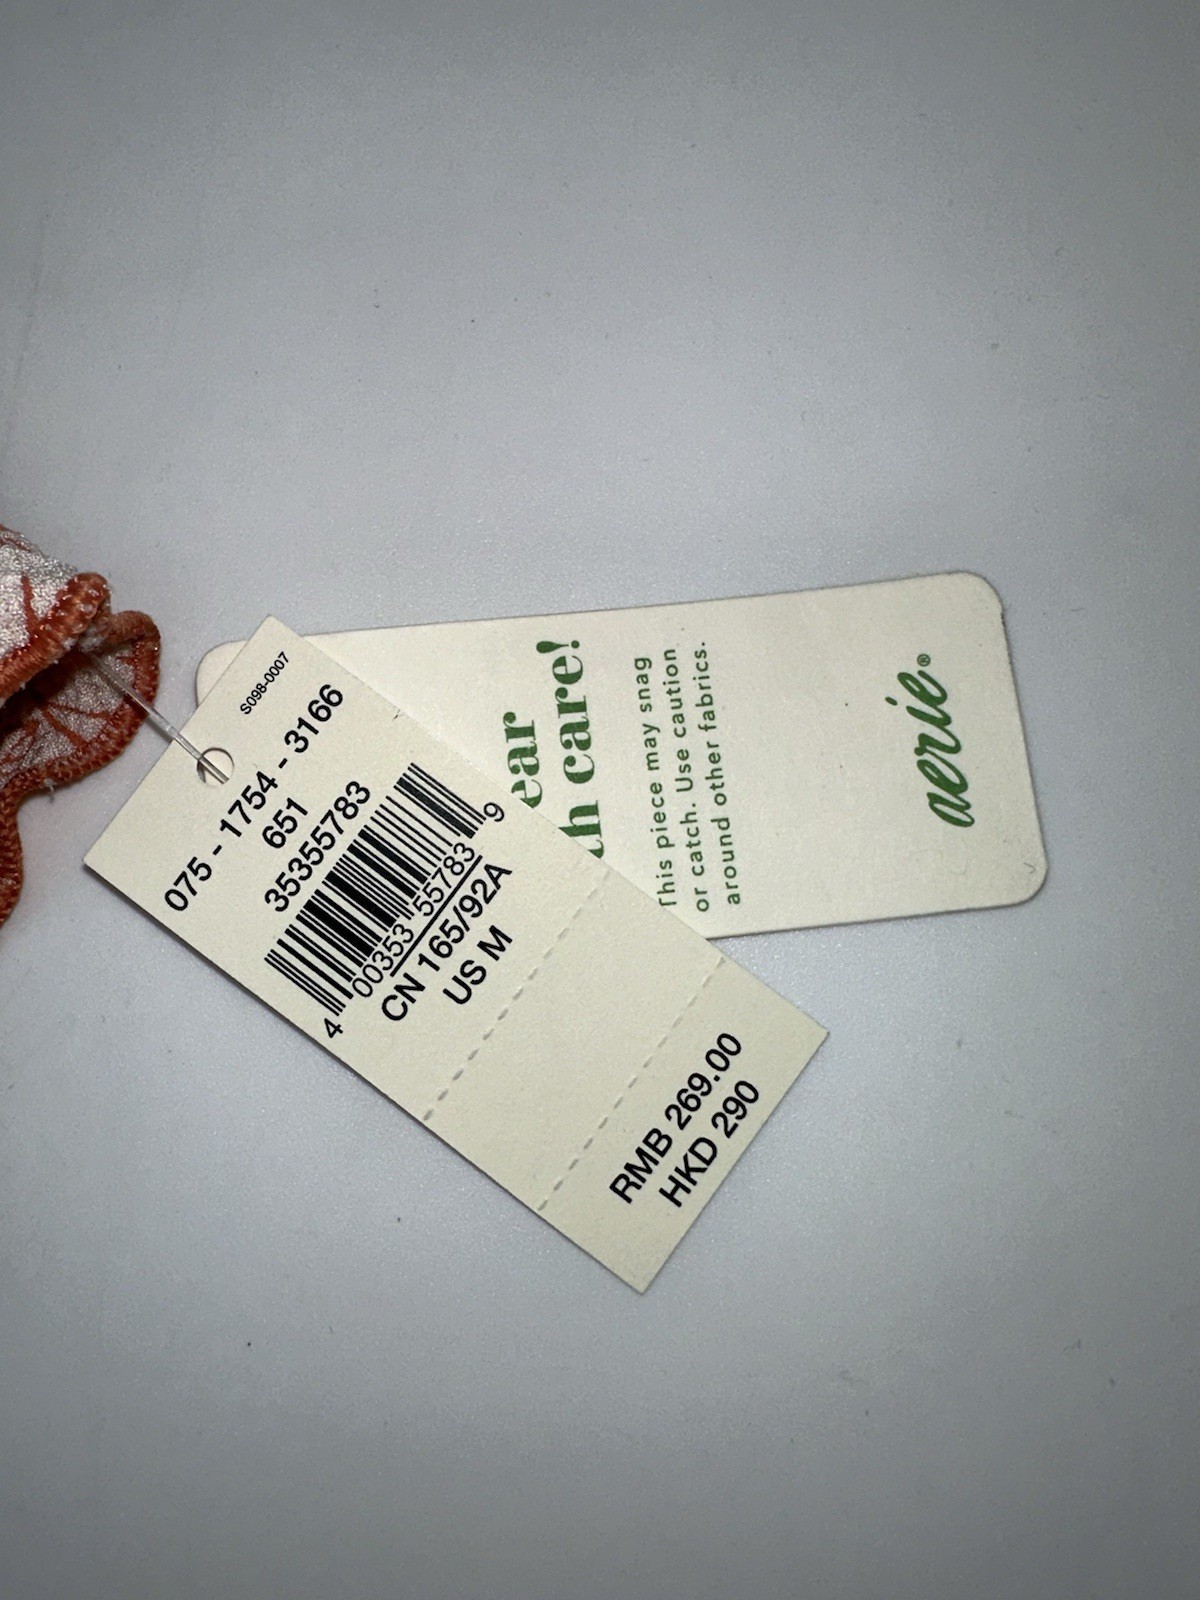 S098-0007
075 - 1754 - 3166
651
35355783
4 00353 55783 9
CN 165/92A
US M
RMB 269.00
HKD 290
care!
This piece may snag
or catch. Use caution
around other fabrics.
aerie®